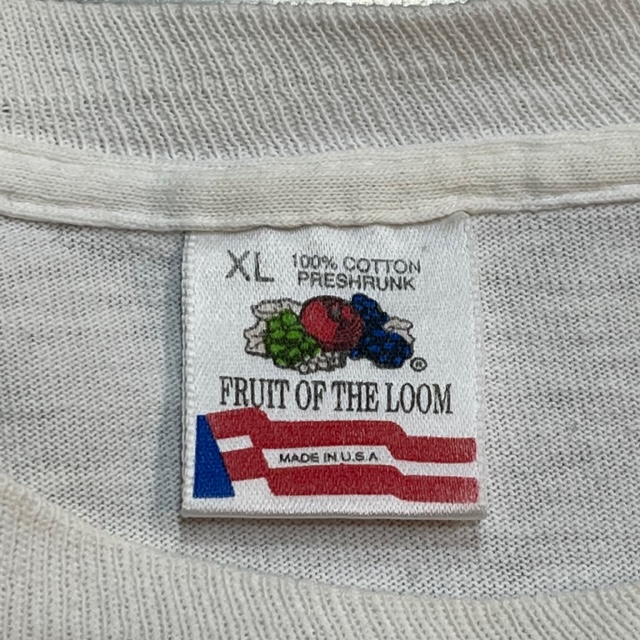 XL 100% COTTON
PRESHRUNK
®
FRUIT OF THE LOOM
MADE IN U.S.A